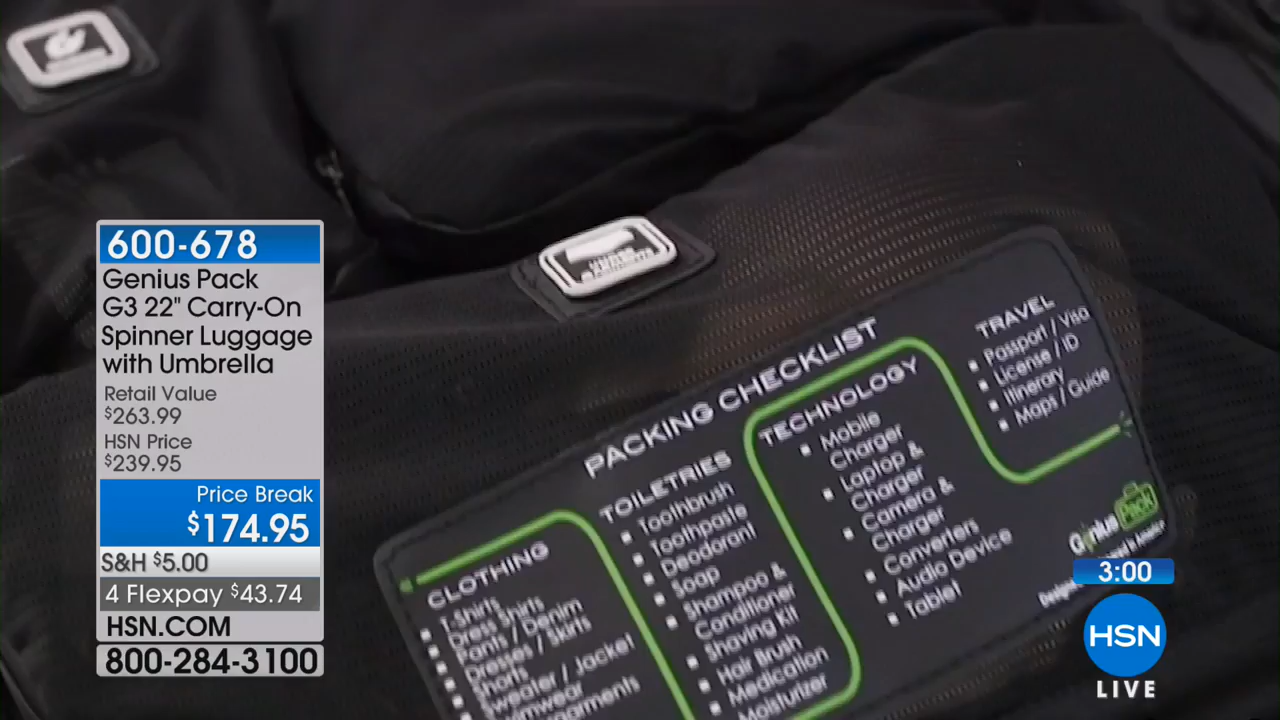 600-678
Genius Pack
G3 22" Carry-On
Spinner Luggage
with Umbrella
Retail Value
$263.99
HSN Price
$239.95
Price Break
$174.95
S&H $5.00
4 Flexpay $43.74
HSN.COM
800-284-3100
PACKING CHECKLIST
CLOTHING
T-Shirts
Dress Shirts
Pants / Denim
Dresses / Skirts
Shorts
Sweater / Jacket
TOILETRIES
Toothbrush
Toothpaste
Deodorant
Soap
Shampoo &
Conditioner
Shaving Kit
Hair Brush
Medication
Moisturizer
TECHNOLOGY
Mobile
Charger
Laptop &
Charger
Camera &
Charger
Converters
Audio Device
Tablet
TRAVEL
Passport / Visa
License / ID
Itinerary
Maps / Guide
Genius
Pack
3:00
HSN
LIVE